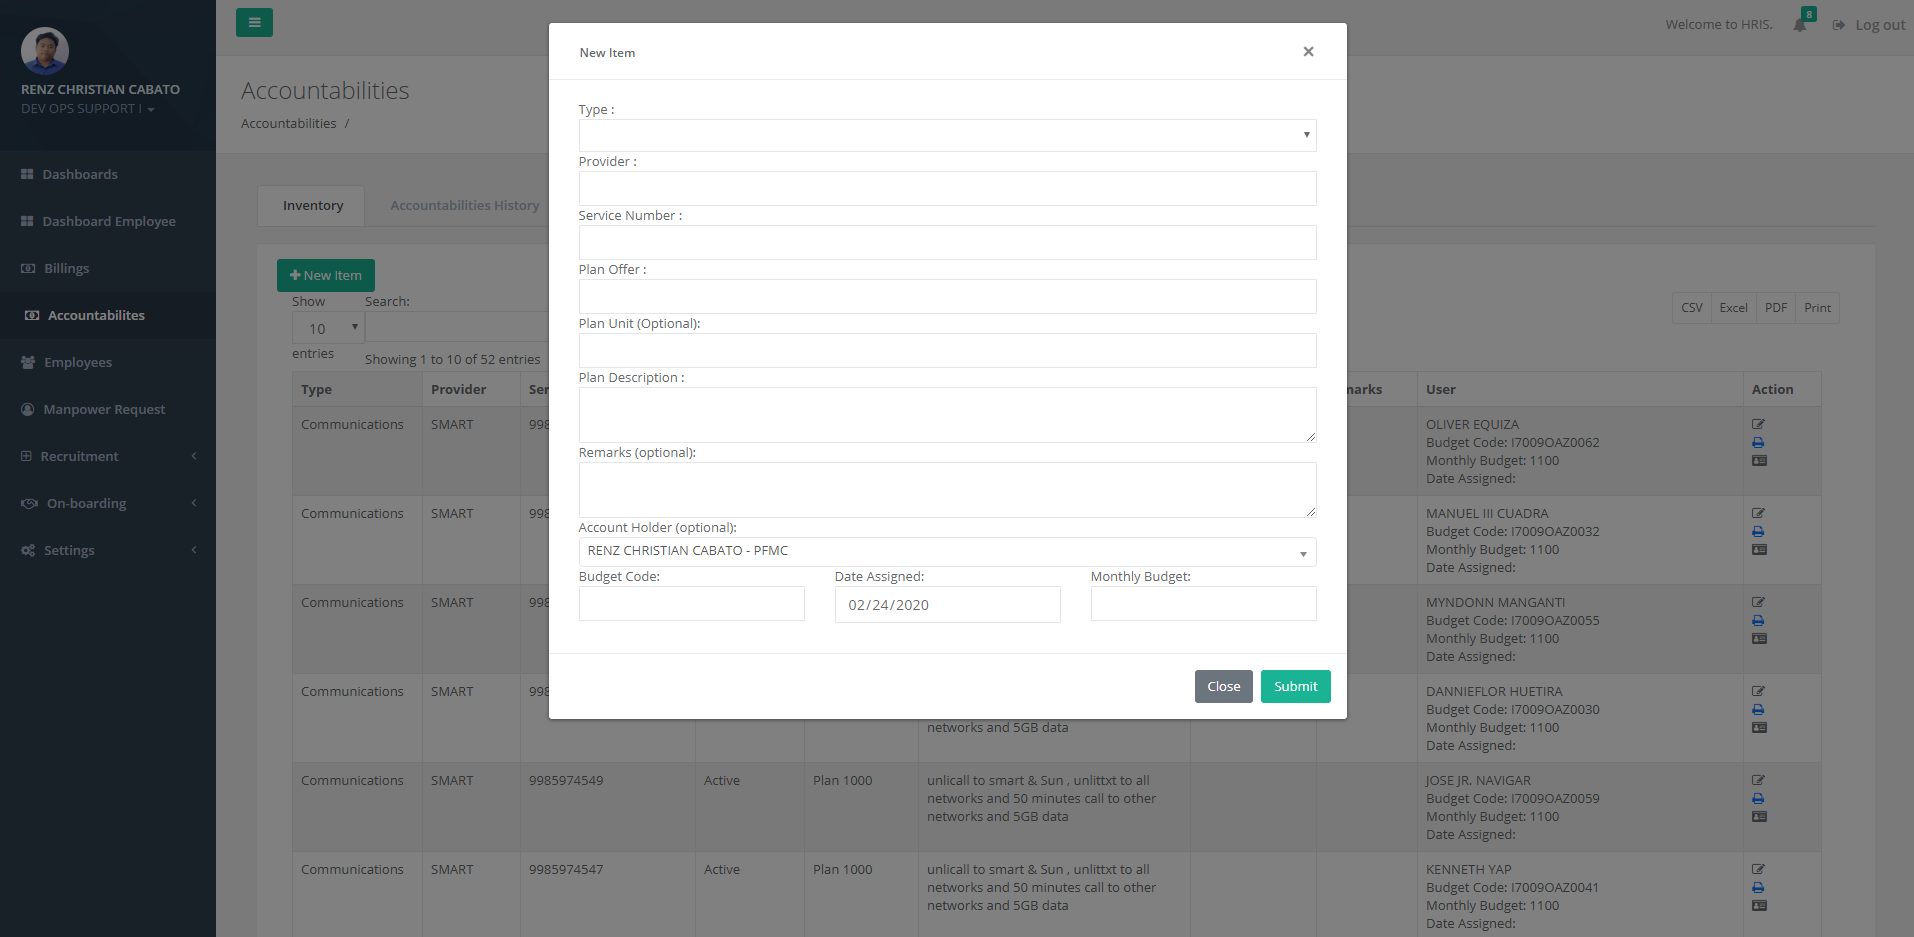 RENZ CHRISTIAN CABATO
DEV OPS SUPPORT I
Dashboards
Dashboard Employee
Billings
Accountabilites
Employees
Manpower Request
Recruitment
On-boarding
Settings
Welcome to HRIS.
8
Log out
Accountabilities
Accountabilities /
Inventory
Accountabilities History
New Item
Show
10
entries
Search:
Showing 1 to 10 of 52 entries
CSV Excel PDF Print
New Item
×
Type :
Provider :
Service Number :
Plan Offer :
Plan Unit (Optional):
Plan Description :
Remarks (optional):
Account Holder (optional):
RENZ CHRISTIAN CABATO - PFMC
Budget Code: Date Assigned: Monthly Budget:
02/24/2020
Close Submit
Type Provider Ser marks User Action
Communications SMART 998 OLIVER EQUIZA
Budget Code: I7009OAZ0062
Monthly Budget: 1100
Date Assigned:
Communications SMART 998 MANUEL III CUADRA
Budget Code: I7009OAZ0032
Monthly Budget: 1100
Date Assigned:
Communications SMART 998 MYNDONN MANGANTI
Budget Code: I7009OAZ0055
Monthly Budget: 1100
Date Assigned:
Communications SMART 998 DANNIEFLOR HUETIRA
Budget Code: I7009OAZ0030
networks and 5GB data Monthly Budget: 1100
Date Assigned:
Communications SMART 9985974549 Active Plan 1000 unlicall to smart & Sun , unlittxt to all JOSE JR. NAVIGAR
networks and 50 minutes call to other Budget Code: I7009OAZ0059
networks and 5GB data Monthly Budget: 1100
Date Assigned:
Communications SMART 9985974547 Active Plan 1000 unlicall to smart & Sun , unlittxt to all KENNETH YAP
networks and 50 minutes call to other Budget Code: I7009OAZ0041
networks and 5GB data Monthly Budget: 1100
Date Assigned: